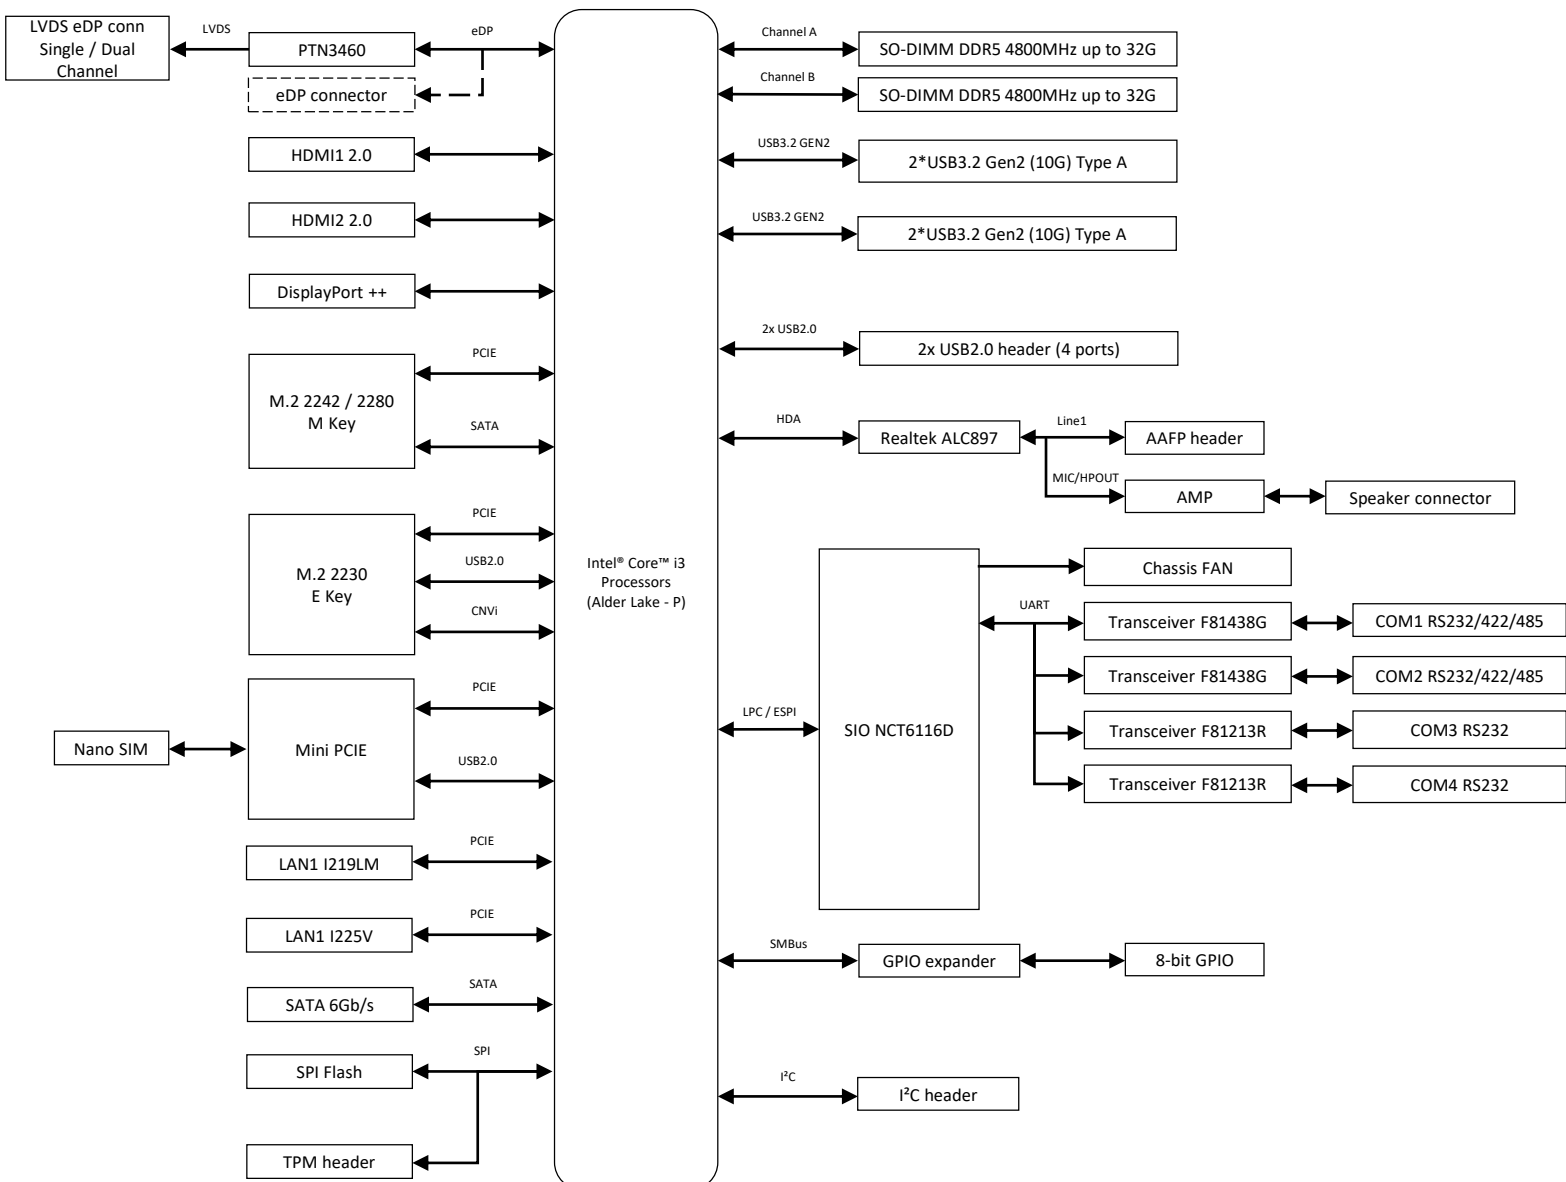 LVDS eDP conn
Single / Dual
Channel
LVDS
PTN3460
eDP
eDP connector
HDMI1 2.0
HDMI2 2.0
DisplayPort ++
M.2 2242 / 2280
M Key
PCIE
SATA
M.2 2230
E Key
PCIE
USB2.0
CNVi
Nano SIM
Mini PCIE
PCIE
USB2.0
LAN1 I219LM
PCIE
LAN1 I225V
PCIE
SATA 6Gb/s
SATA
SPI Flash
SPI
TPM header
Intel® Core™ i3
Processors
(Alder Lake - P)
Channel A
SO-DIMM DDR5 4800MHz up to 32G
Channel B
SO-DIMM DDR5 4800MHz up to 32G
USB3.2 GEN2
2*USB3.2 Gen2 (10G) Type A
USB3.2 GEN2
2*USB3.2 Gen2 (10G) Type A
2x USB2.0
2x USB2.0 header (4 ports)
HDA
Realtek ALC897
Line1
AAFP header
MIC/HPOUT
AMP
Speaker connector
LPC / ESPI
SIO NCT6116D
Chassis FAN
UART
Transceiver F81438G
COM1 RS232/422/485
Transceiver F81438G
COM2 RS232/422/485
Transceiver F81213R
COM3 RS232
Transceiver F81213R
COM4 RS232
SMBus
GPIO expander
8-bit GPIO
I²C
I²C header